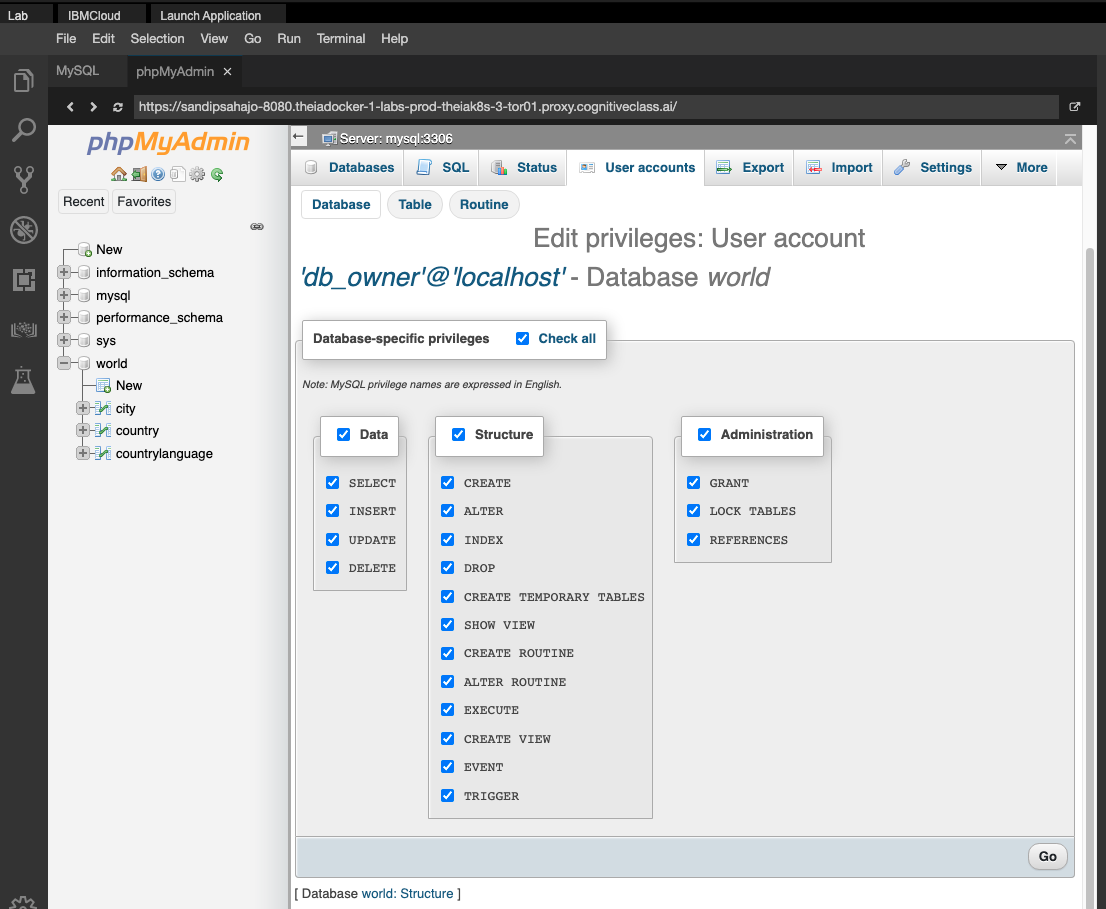 Lab IBMCloud Launch Application
File Edit Selection View Go Run Terminal Help
MySQL phpMyAdmin ×
https://sandipsahajo-8080.theiadocker-1-labs-prod-theiak8s-3-tor01.proxy.cognitiveclass.ai/
phpMyAdmin
Recent Favorites
New
information_schema
mysql
performance_schema
sys
world
New
city
country
countrylanguage
Server: mysql:3306
Databases SQL Status User accounts Export Import Settings More
Database Table Routine
Edit privileges: User account
'db_owner'@'localhost' - Database world
Database-specific privileges Check all
Note: MySQL privilege names are expressed in English.
Data
SELECT
INSERT
UPDATE
DELETE
Structure
CREATE
ALTER
INDEX
DROP
CREATE TEMPORARY TABLES
SHOW VIEW
CREATE ROUTINE
ALTER ROUTINE
EXECUTE
CREATE VIEW
EVENT
TRIGGER
Administration
GRANT
LOCK TABLES
REFERENCES
Go
[ Database world: Structure ]